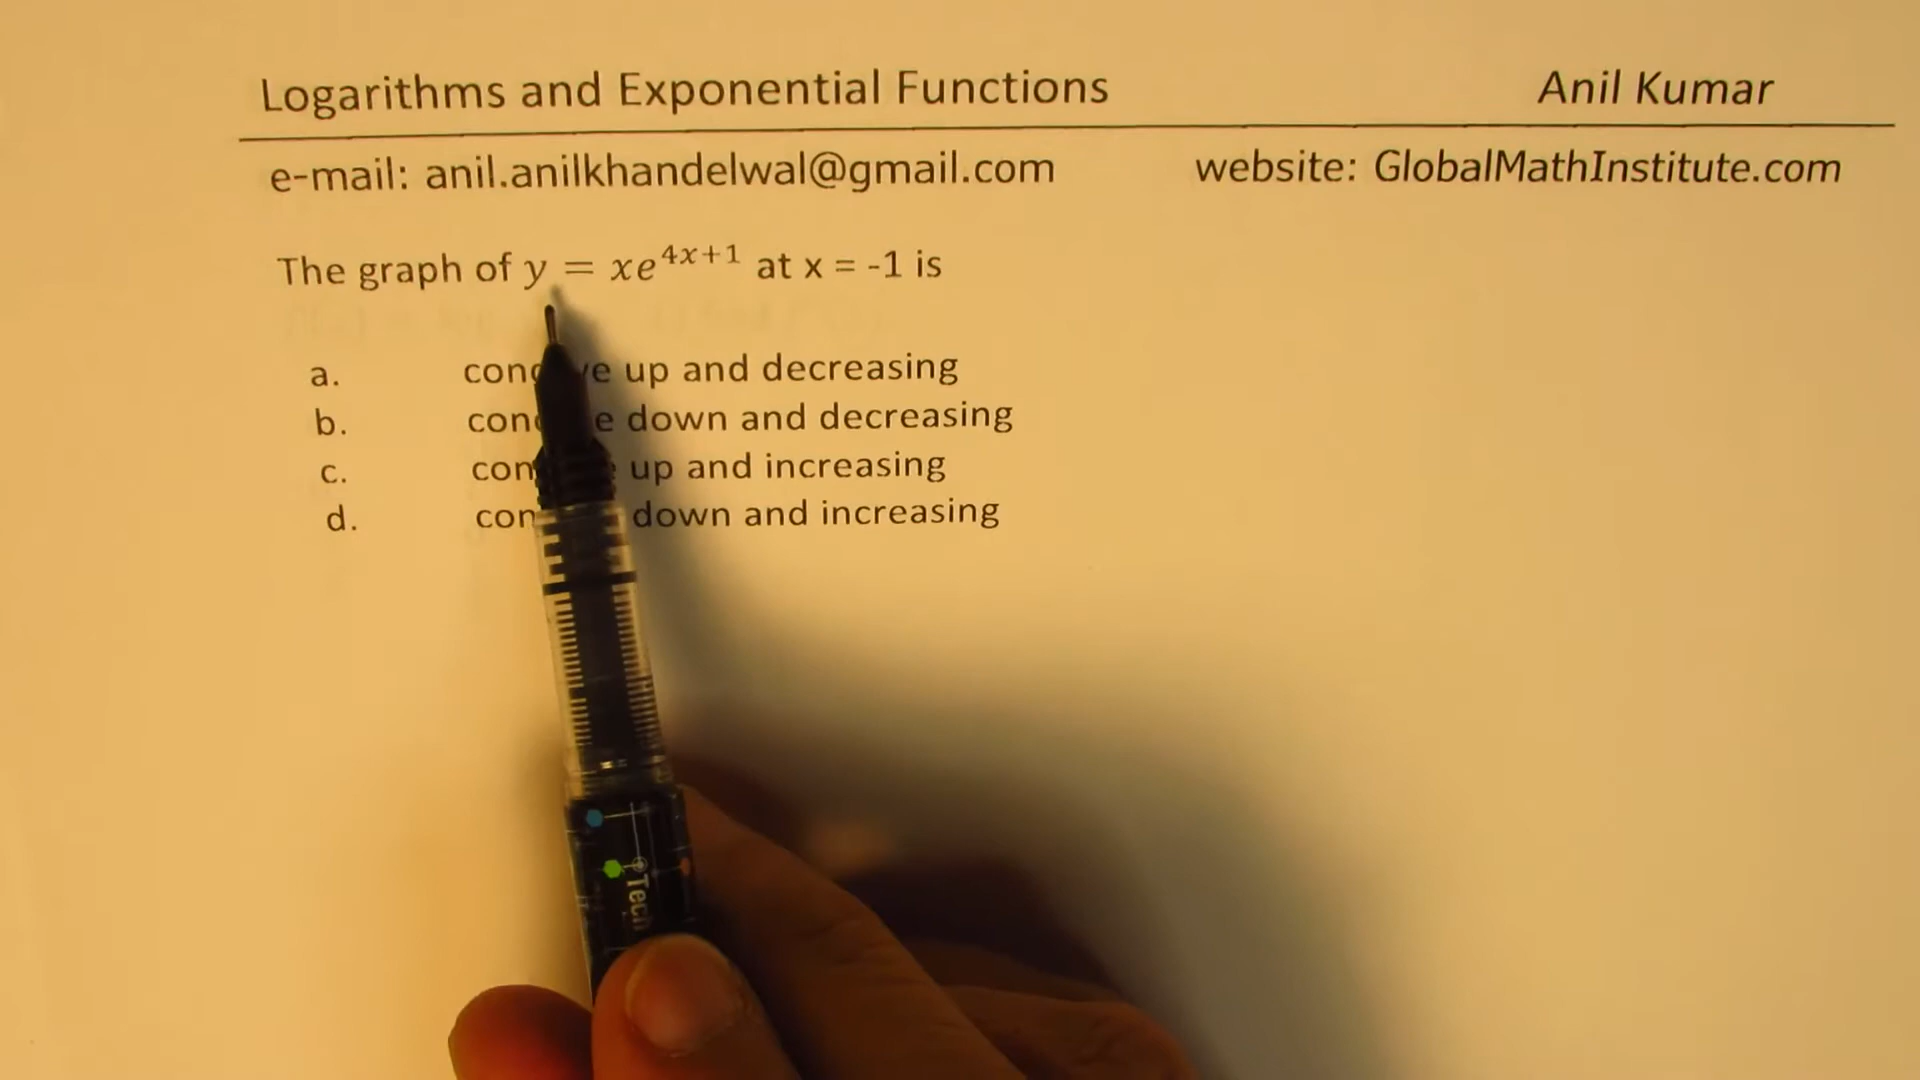 Logarithms and Exponential Functions Anil Kumar
e-mail: anil.anilkhandelwal@gmail.com website: GlobalMathInstitute.com
The graph of y = xe^{4x+1} at x = -1 is
a. up and decreasing
b. down and decreasing
c. up and increasing
d. down and increasing
Tech